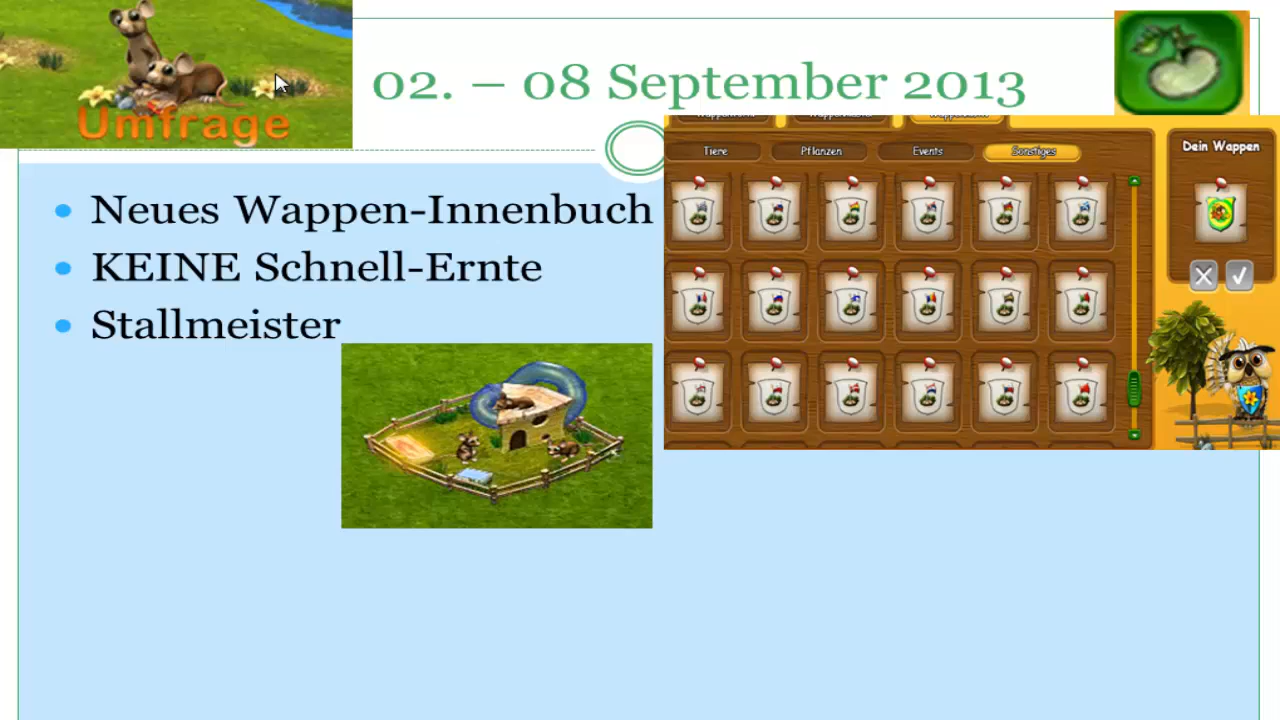 02. – 08 September 2013
Umfrage
Neues Wappen-Innenbuch
KEINE Schnell-Ernte
Stallmeister
Tiere
Pflanzen
Events
Sonstiges
Dein Wappen